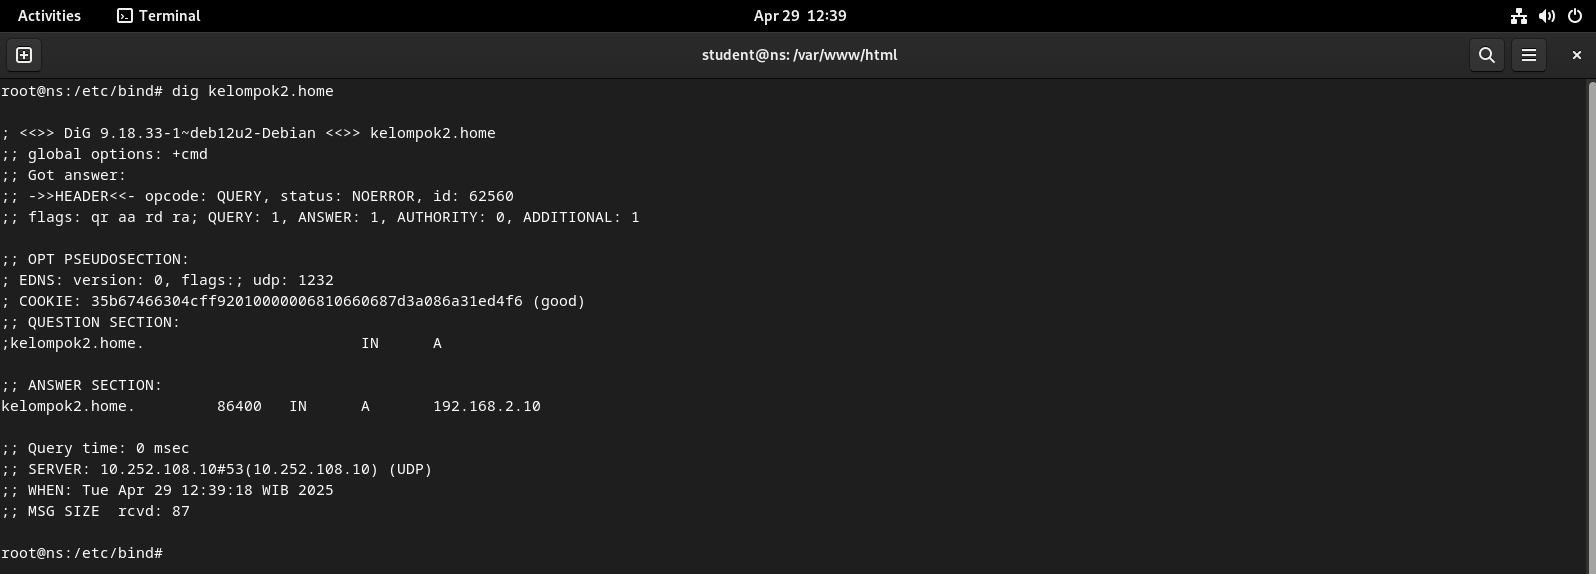 Activities
Terminal
Apr 29 12:39
student@ns: /var/www/html
root@ns:/etc/bind# dig kelompok2.home

; <<>> DiG 9.18.33-1~deb12u2-Debian <<>> kelompok2.home
;; global options: +cmd
;; Got answer:
;; ->>HEADER<<- opcode: QUERY, status: NOERROR, id: 62560
;; flags: qr aa rd ra; QUERY: 1, ANSWER: 1, AUTHORITY: 0, ADDITIONAL: 1

;; OPT PSEUDOSECTION:
; EDNS: version: 0, flags:; udp: 1232
; COOKIE: 35b67466304cff92010000006810660687d3a086a31ed4f6 (good)
;; QUESTION SECTION:
;kelompok2.home. IN A

;; ANSWER SECTION:
kelompok2.home. 86400 IN A 192.168.2.10

;; Query time: 0 msec
;; SERVER: 10.252.108.10#53(10.252.108.10) (UDP)
;; WHEN: Tue Apr 29 12:39:18 WIB 2025
;; MSG SIZE  rcvd: 87

root@ns:/etc/bind#